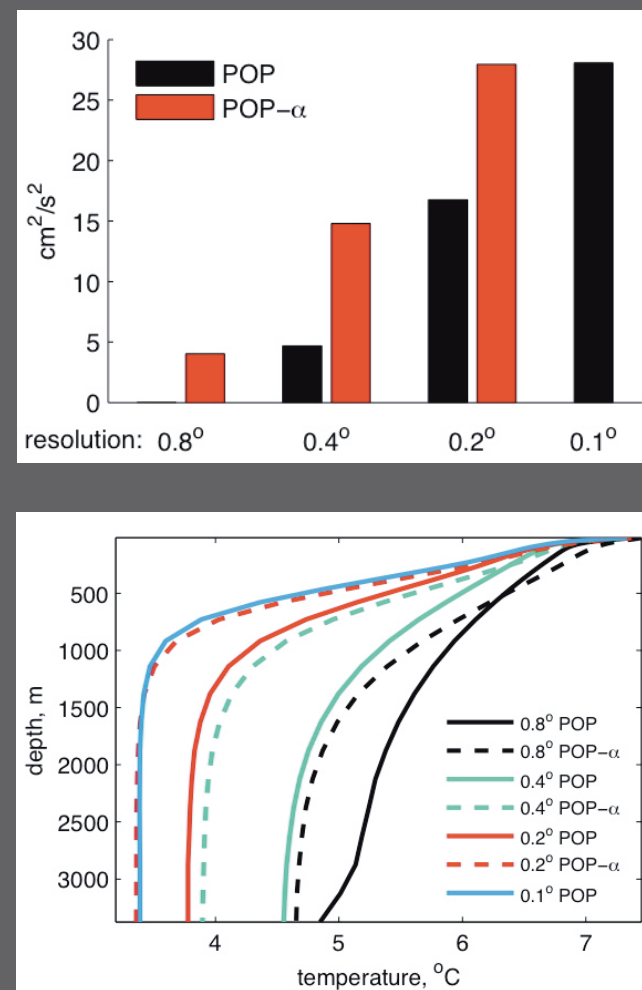 30
25
20
15
10
5
0
cm²/s²
POP
POP−α
resolution: 0.8° 0.4° 0.2° 0.1°
500
1000
1500
2000
2500
3000
depth, m
0.8° POP
0.8° POP−α
0.4° POP
0.4° POP−α
0.2° POP
0.2° POP−α
0.1° POP
4 5 6 7
temperature, °C